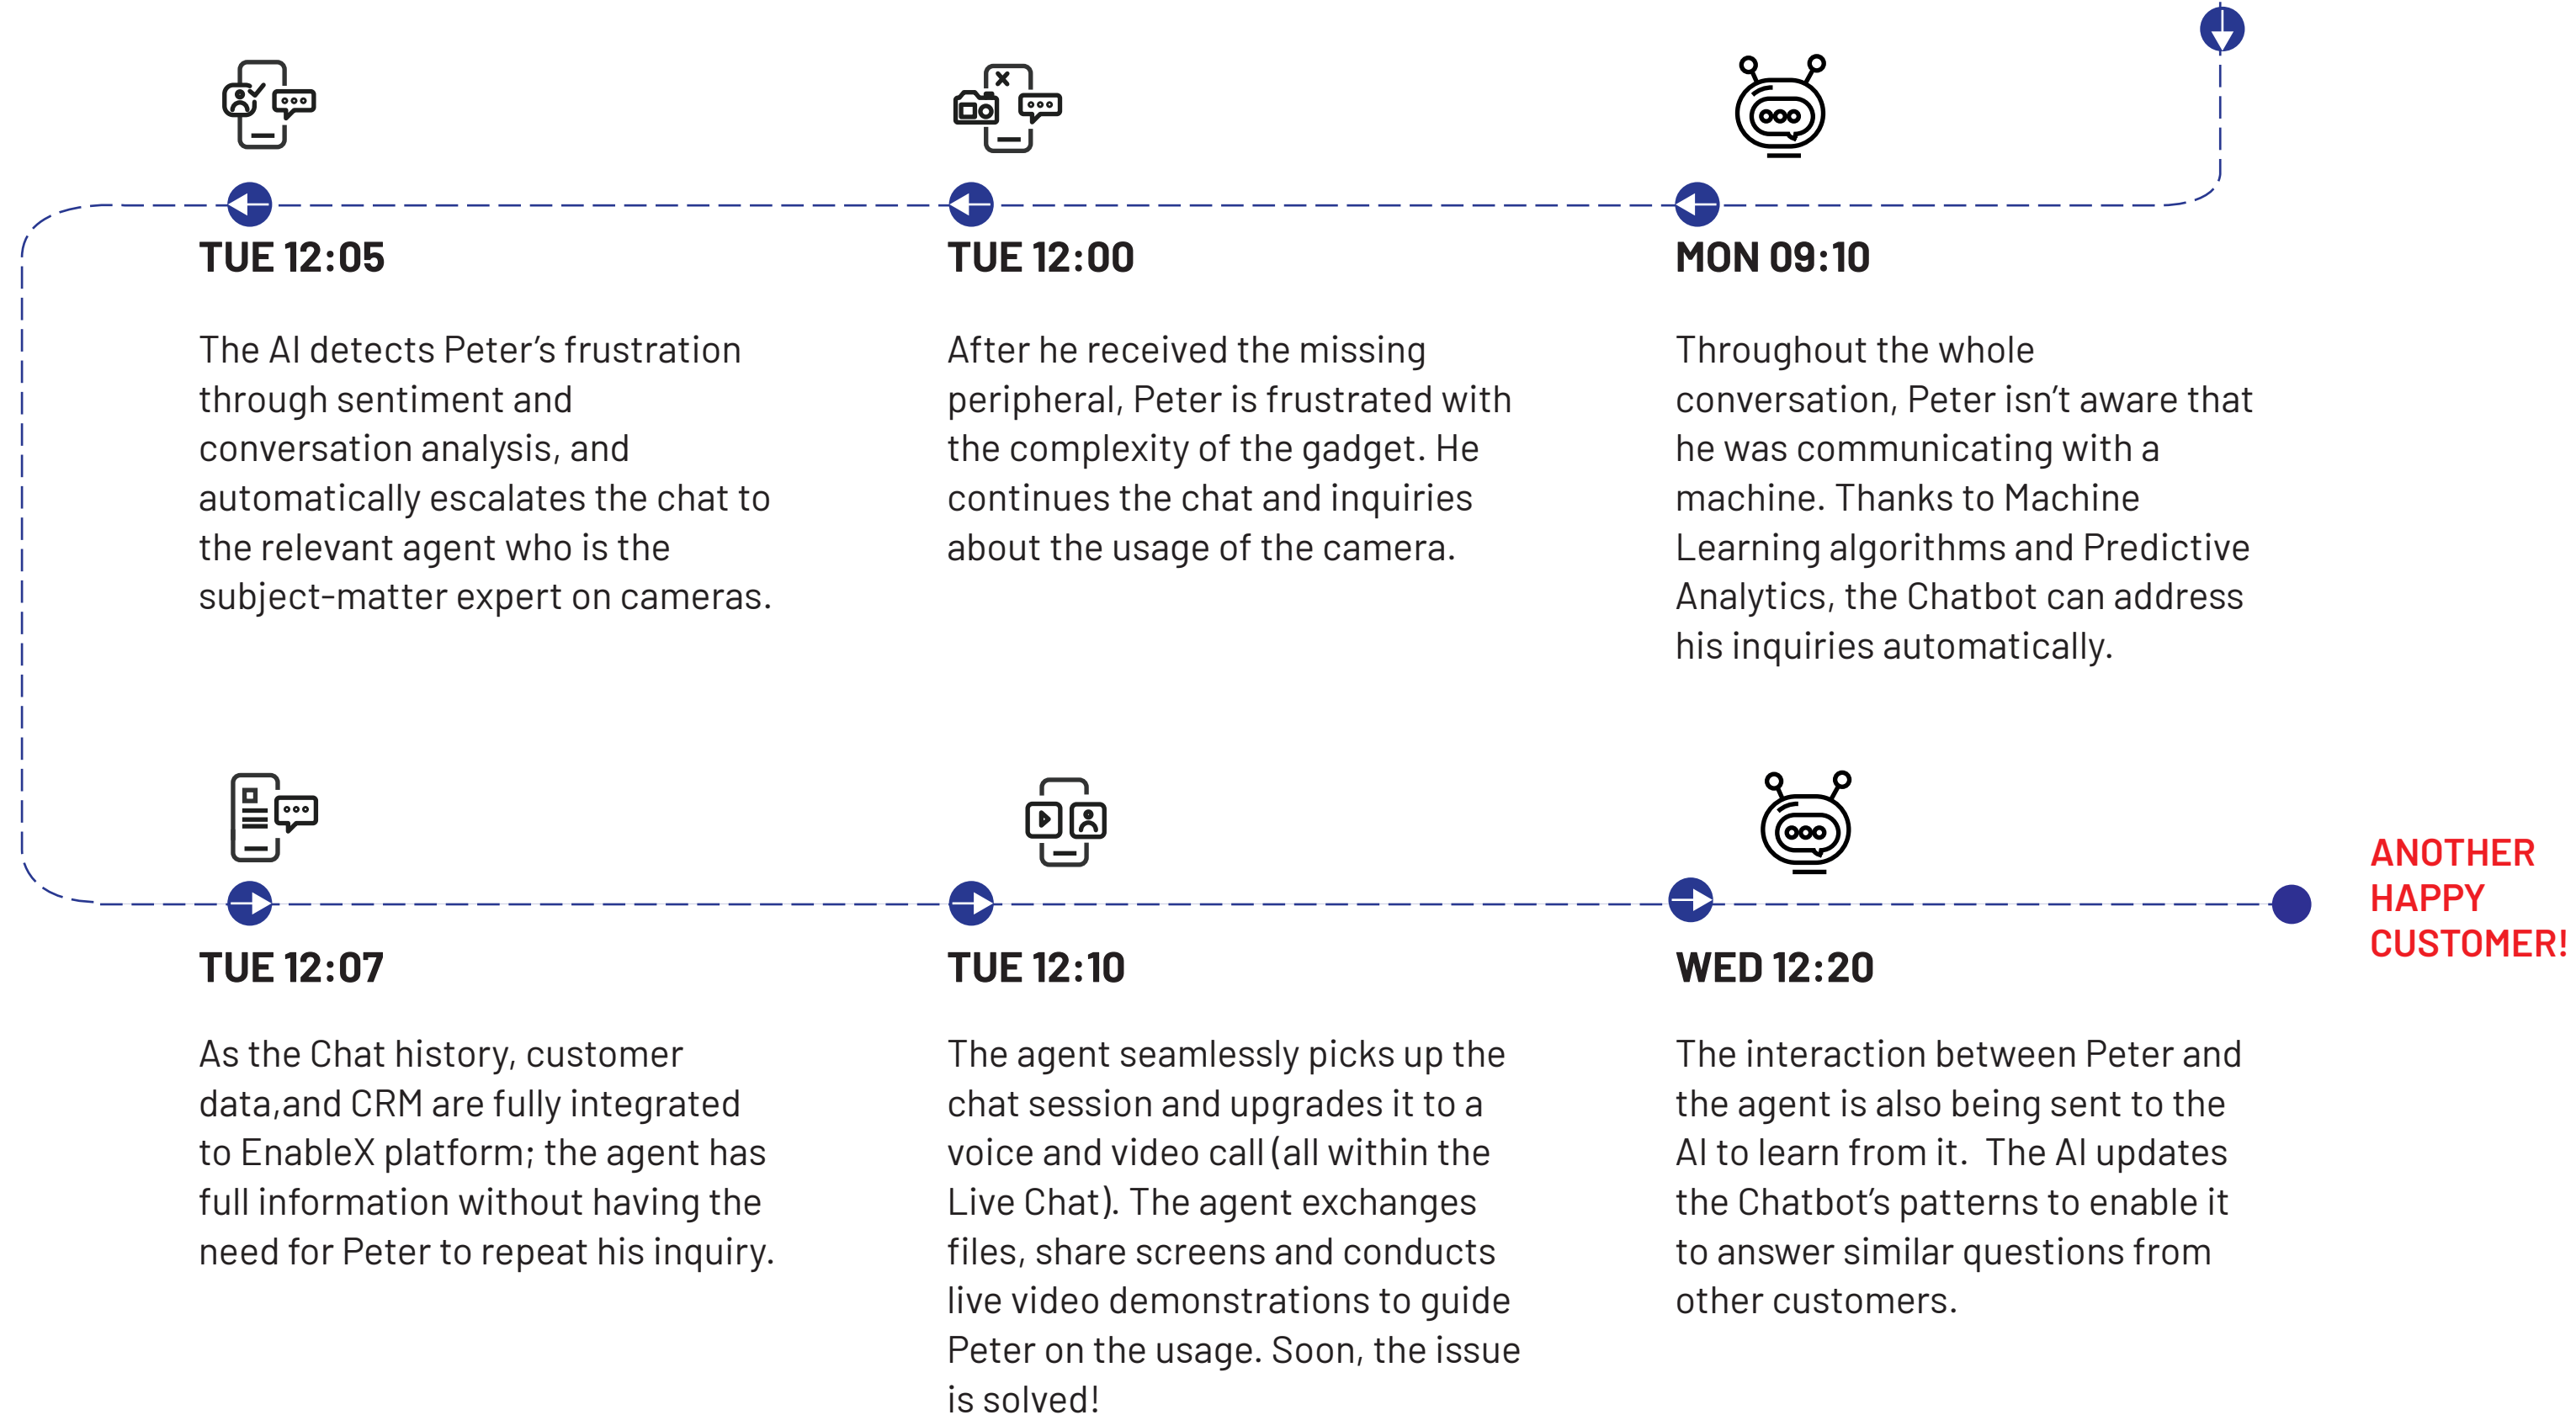 TUE 12:05
The AI detects Peter's frustration
through sentiment and
conversation analysis, and
automatically escalates the chat to
the relevant agent who is the
subject-matter expert on cameras.
TUE 12:00
After he received the missing
peripheral, Peter is frustrated with
the complexity of the gadget. He
continues the chat and inquiries
about the usage of the camera.
MON 09:10
Throughout the whole
conversation, Peter isn't aware that
he was communicating with a
machine. Thanks to Machine
Learning algorithms and Predictive
Analytics, the Chatbot can address
his inquiries automatically.
TUE 12:07
As the Chat history, customer
data,and CRM are fully integrated
to EnableX platform; the agent has
full information without having the
need for Peter to repeat his inquiry.
TUE 12:10
The agent seamlessly picks up the
chat session and upgrades it to a
voice and video call (all within the
Live Chat). The agent exchanges
files, share screens and conducts
live video demonstrations to guide
Peter on the usage. Soon, the issue
is solved!
WED 12:20
The interaction between Peter and
the agent is also being sent to the
AI to learn from it.  The AI updates
the Chatbot's patterns to enable it
to answer similar questions from
other customers.
ANOTHER
HAPPY
CUSTOMER!